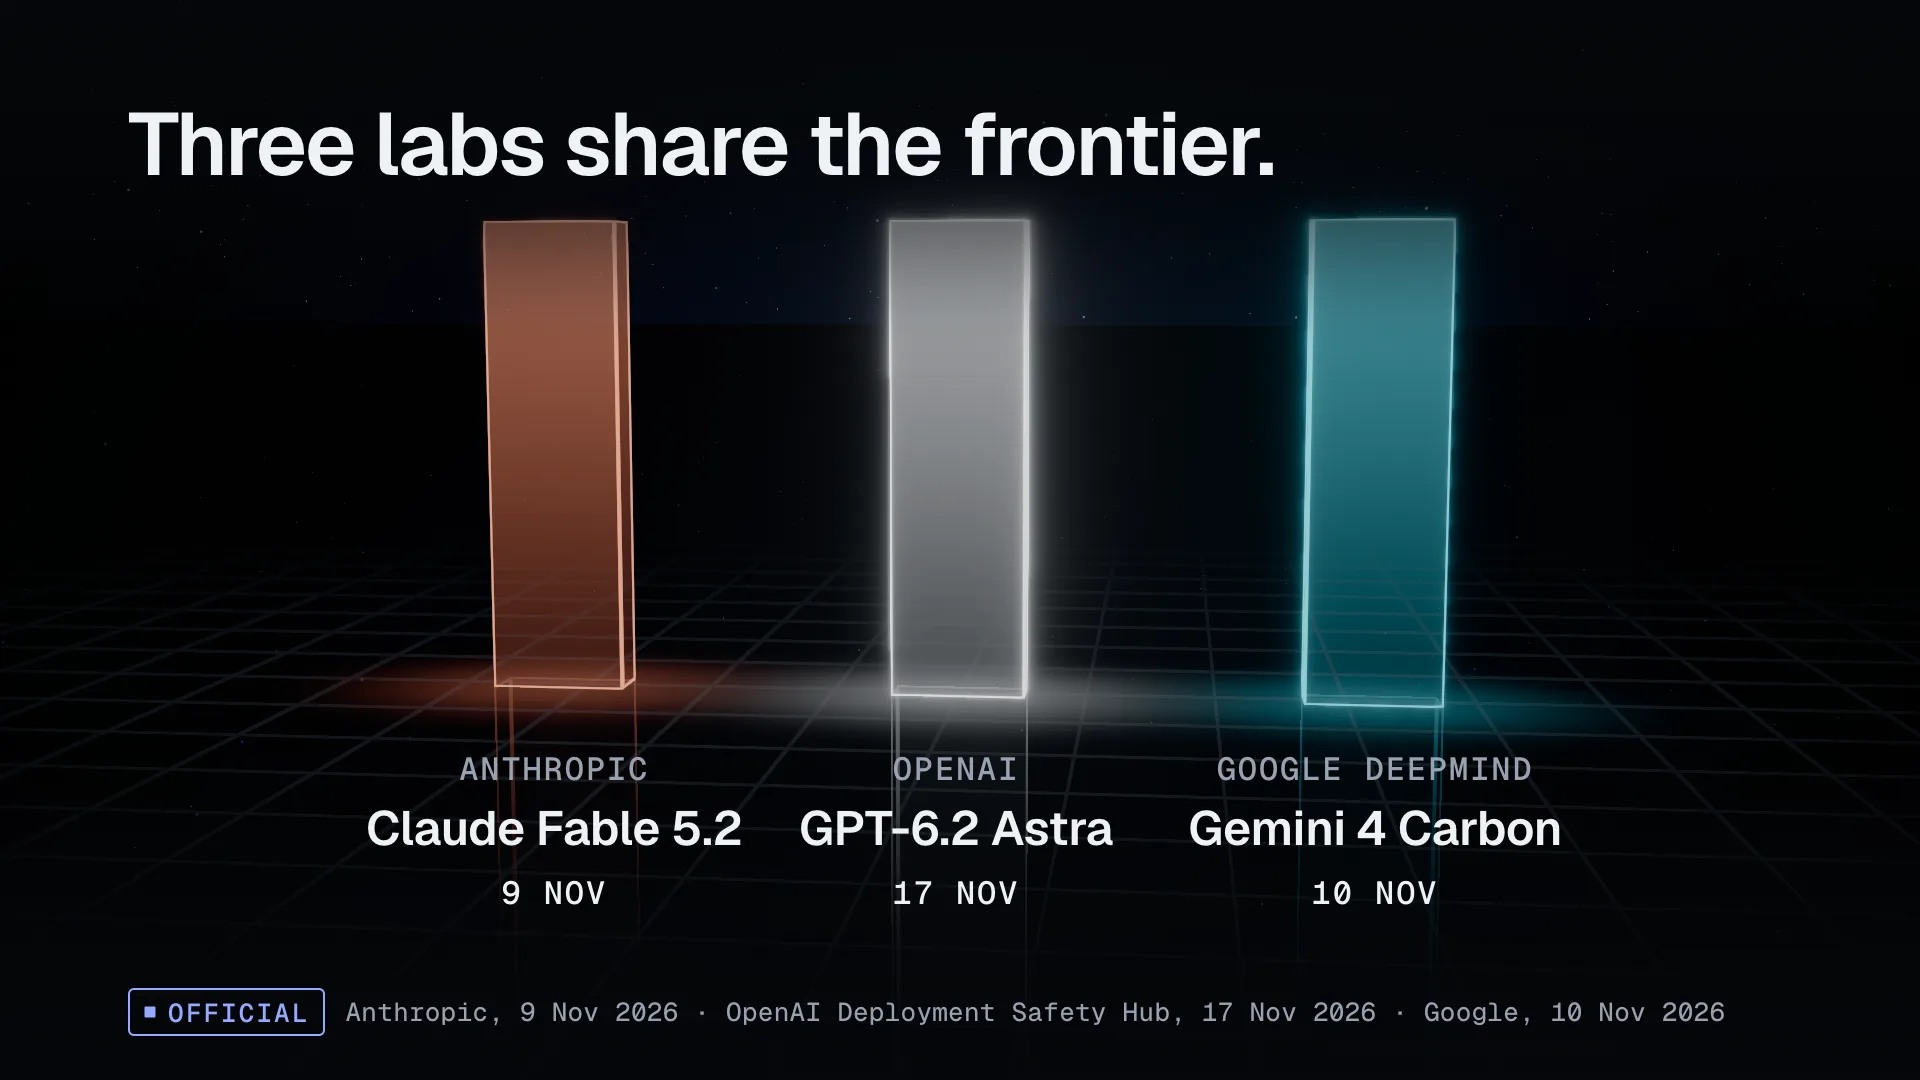 Three labs share the frontier.
ANTHROPIC
Claude Fable 5.2
9 NOV
OPENAI
GPT-6.2 Astra
17 NOV
GOOGLE DEEPMIND
Gemini 4 Carbon
10 NOV
OFFICIAL
Anthropic, 9 Nov 2026 · OpenAI Deployment Safety Hub, 17 Nov 2026 · Google, 10 Nov 2026